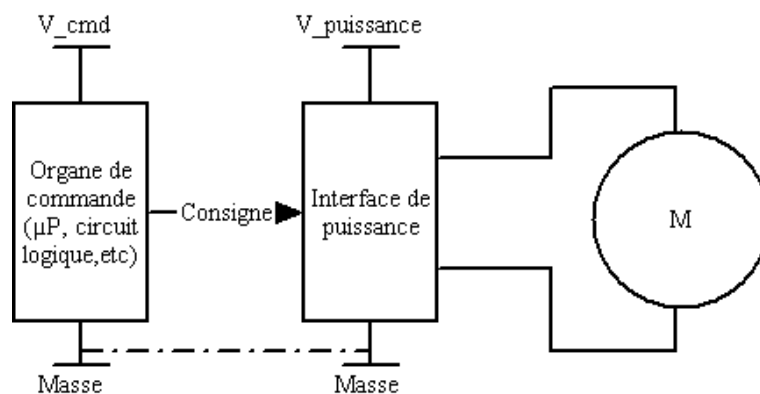 V_cmd
V_puissance
Organe de
commande
(µP, circuit
logique,etc)
Consigne
Interface de
puissance
M
Masse
Masse